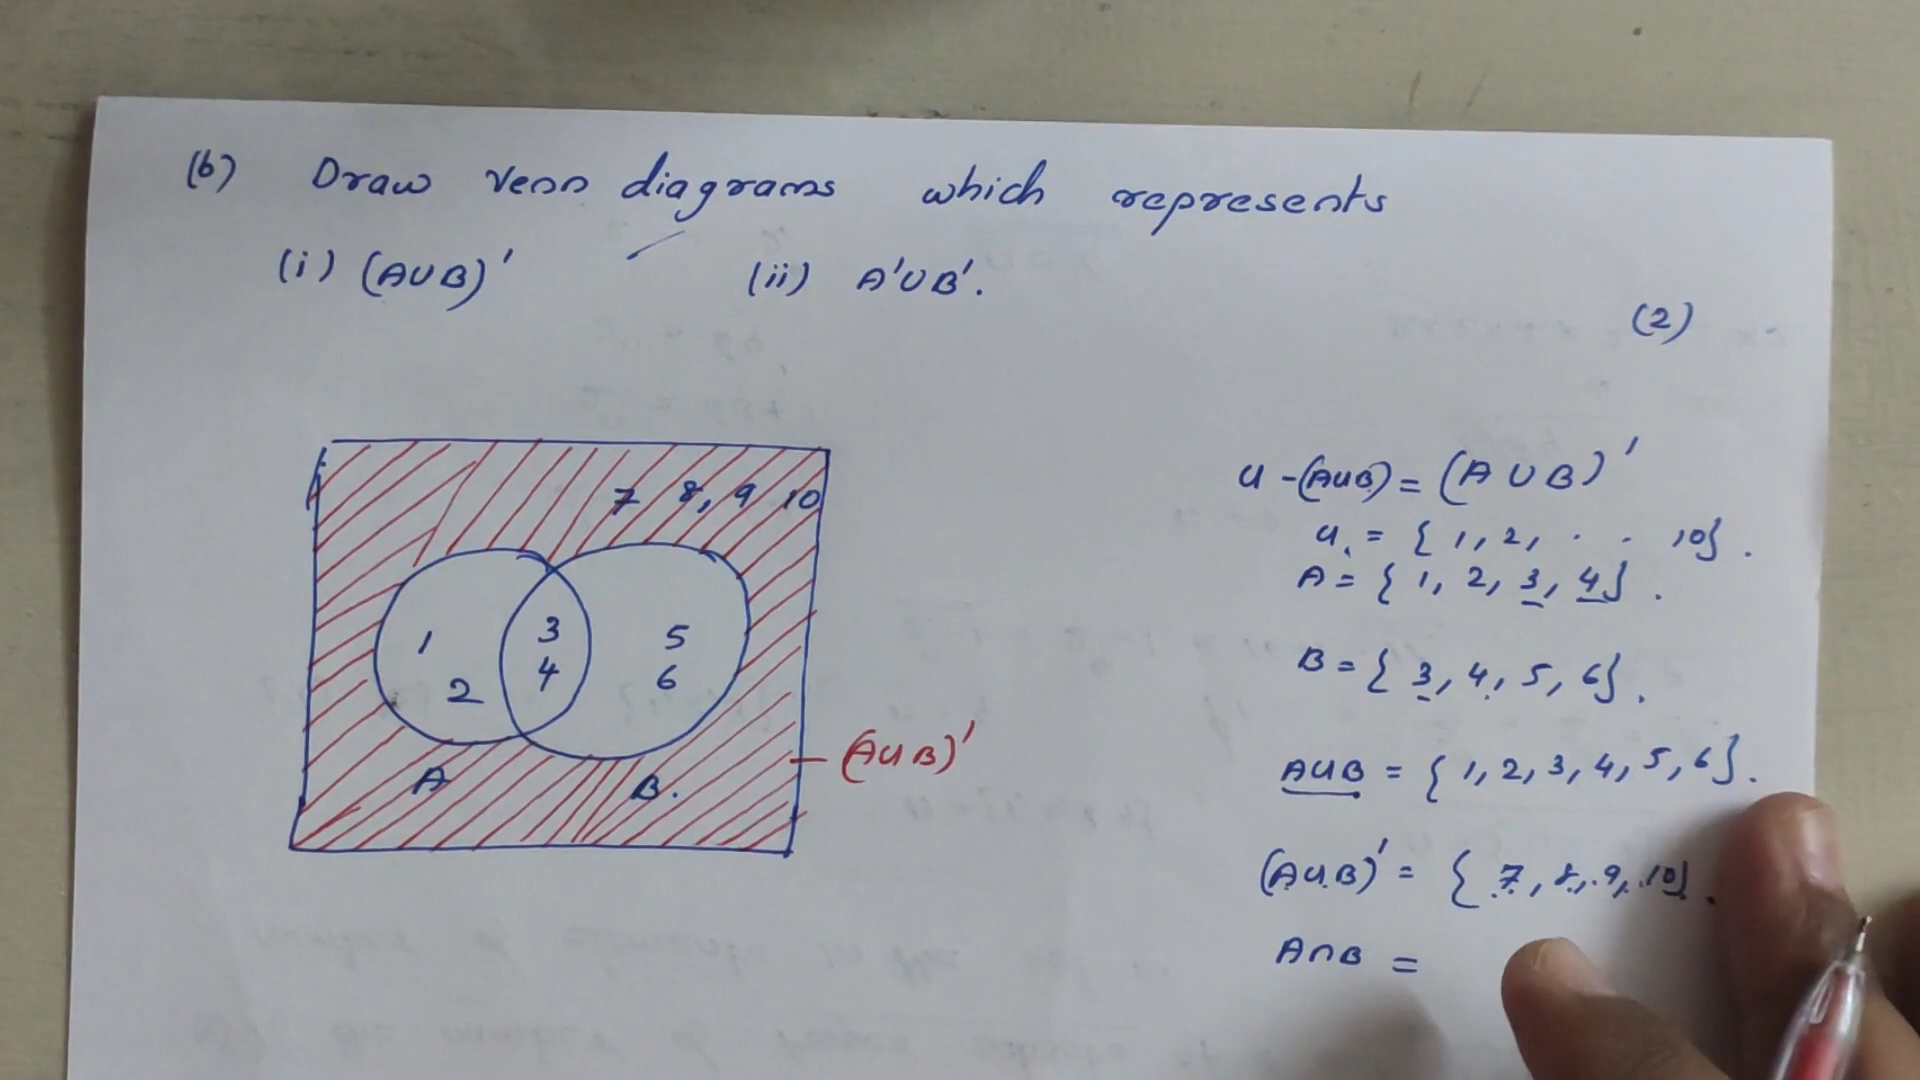 (b) Draw Venn diagrams which represents
(i) (A∪B)' (ii) A'∪B'.
(2)
7 8, 9 10
1 2
3 4
5 6
A B.
(A∪B)'
U-(A∪B) = (A∪B)'
U = { 1, 2, . . 10}.
A = { 1, 2, 3, 4}.
B = { 3, 4, 5, 6}.
A∪B = { 1, 2, 3, 4, 5, 6}.
(A∪B)' = { 7, 8, 9, 10}.
A∩B =